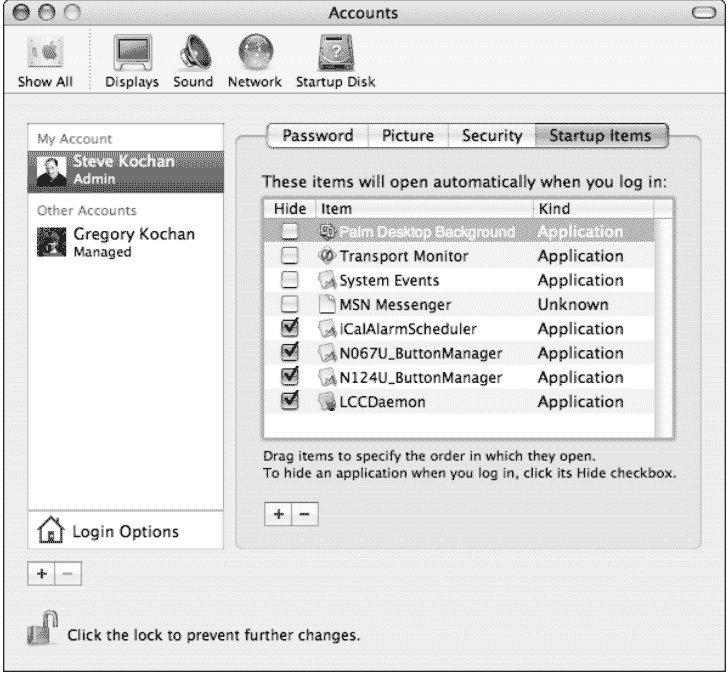 Accounts
Show All Displays Sound Network Startup Disk
My Account
Steve Kochan
Admin
Other Accounts
Gregory Kochan
Managed
Login Options
Password Picture Security Startup Items
These items will open automatically when you log in:
Hide Item Kind
Palm Desktop Background Application
Transport Monitor Application
System Events Application
MSN Messenger Unknown
iCalAlarmScheduler Application
N067U_ButtonManager Application
N124U_ButtonManager Application
LCCDaemon Application
Drag items to specify the order in which they open.
To hide an application when you log in, click its Hide checkbox.
Click the lock to prevent further changes.